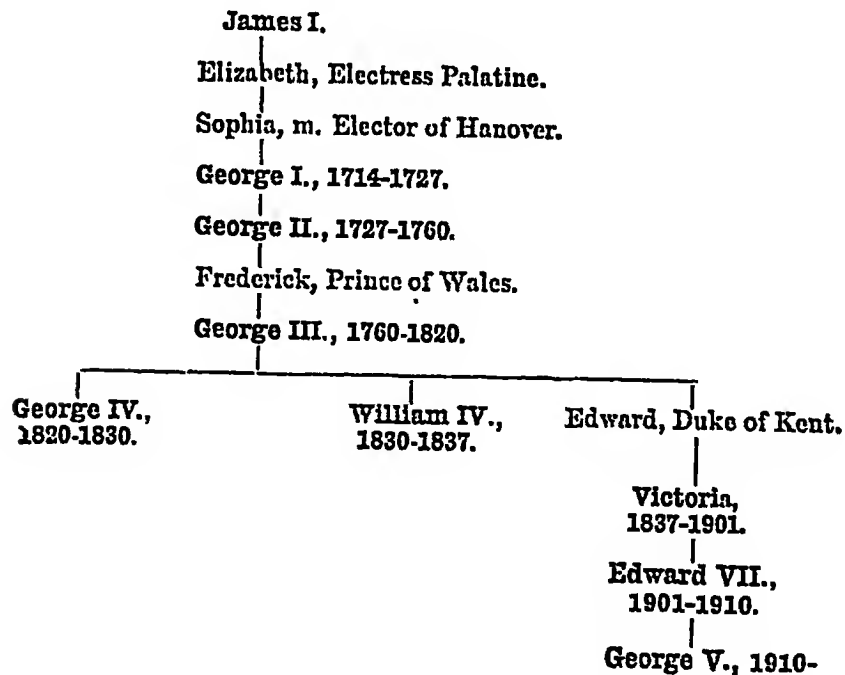 James I.
Elizabeth, Electress Palatine.
Sophia, m. Elector of Hanover.
George I., 1714-1727.
George II., 1727-1760.
Frederick, Prince of Wales.
George III., 1760-1820.
George IV.,
1820-1830.
William IV.,
1830-1837.
Edward, Duke of Kent.
Victoria,
1837-1901.
Edward VII.,
1901-1910.
George V., 1910-